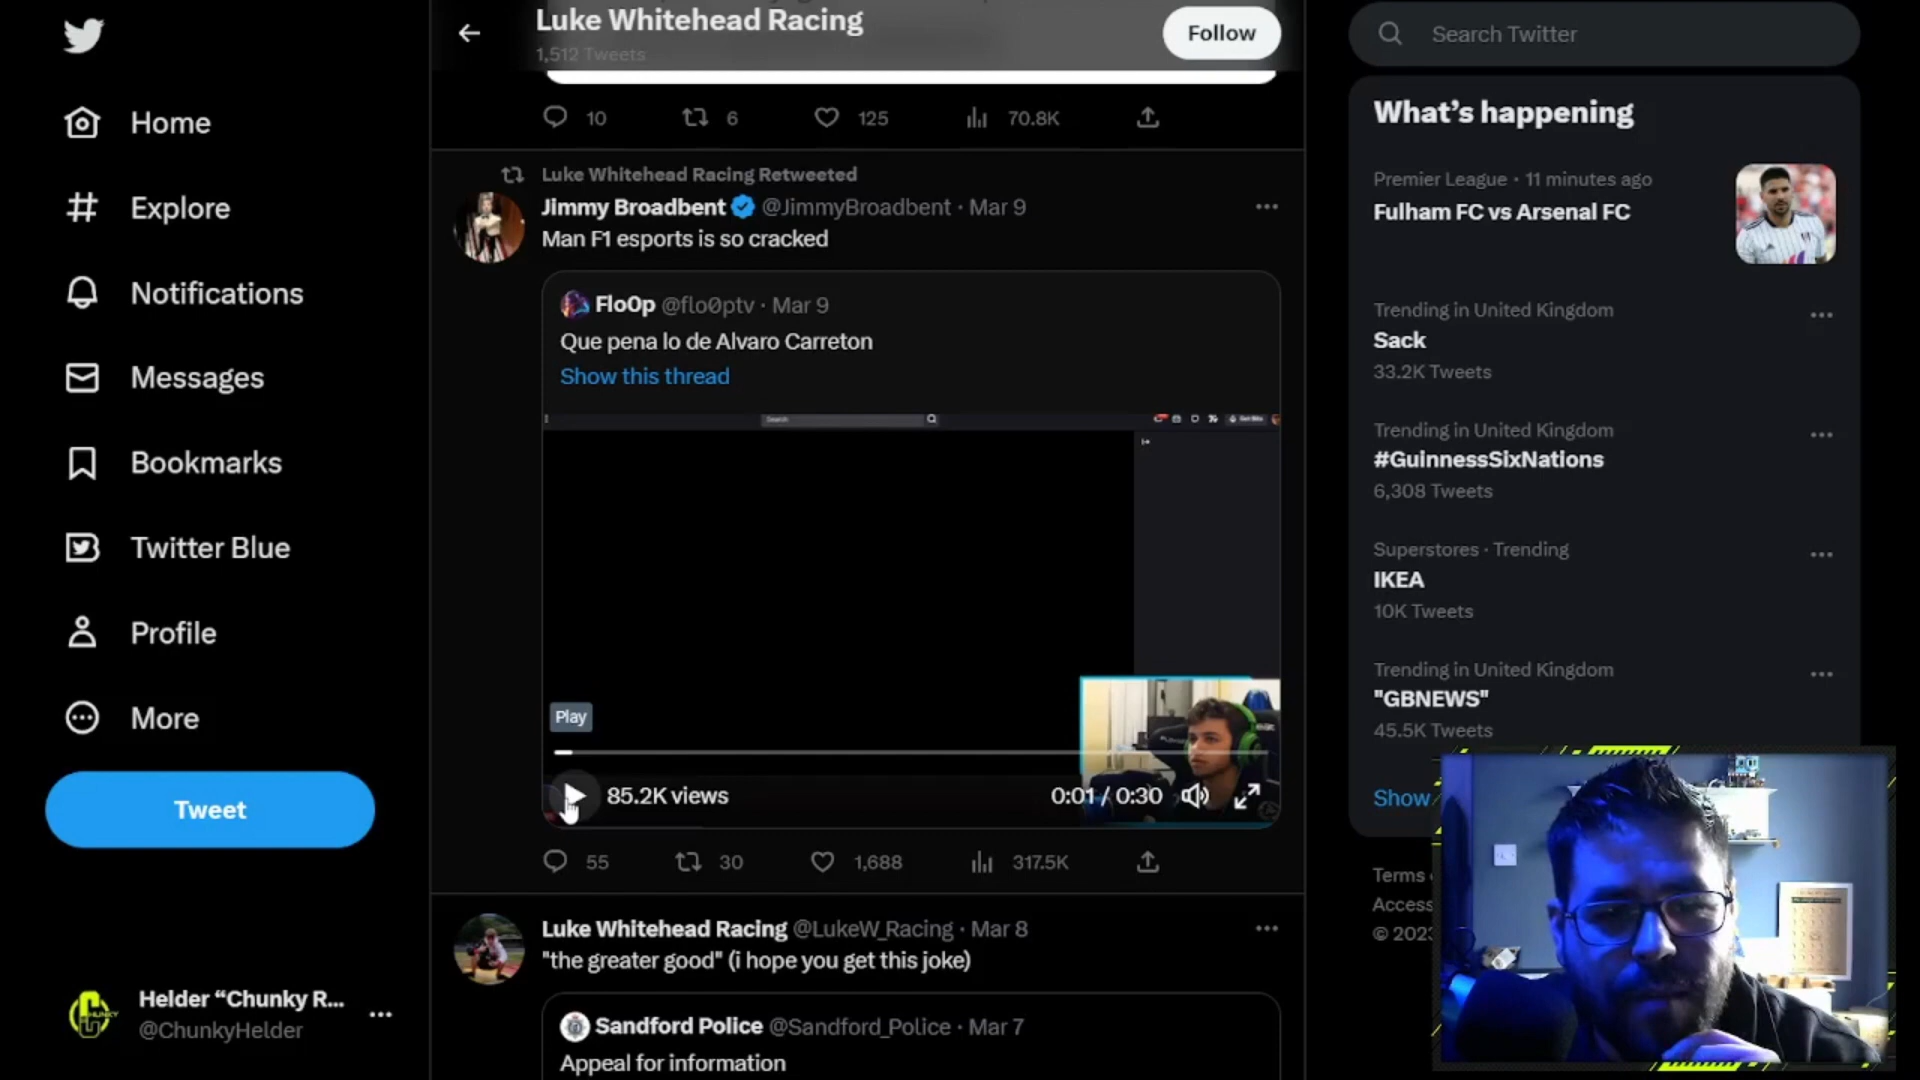 Luke Whitehead Racing
1,512 Tweets
Follow
Search Twitter
Home
Explore
Notifications
Messages
Bookmarks
Twitter Blue
Profile
More
Tweet
Helder “Chunky R...
@ChunkyHelder
10 6 125 70.8K
Luke Whitehead Racing Retweeted
Jimmy Broadbent @JimmyBroadbent · Mar 9
Man F1 esports is so cracked
Flo0p @flo0ptv · Mar 9
Que pena lo de Alvaro Carreton
Show this thread
Search
Play
85.2K views
0:01 / 0:30
55 30 1,688 317.5K
Luke Whitehead Racing @LukeW_Racing · Mar 8
"the greater good" (i hope you get this joke)
Sandford Police @Sandford_Police · Mar 7
Appeal for information
What’s happening
Premier League · 11 minutes ago
Fulham FC vs Arsenal FC
Trending in United Kingdom
Sack
33.2K Tweets
Trending in United Kingdom
#GuinnessSixNations
6,308 Tweets
Superstores · Trending
IKEA
10K Tweets
Trending in United Kingdom
"GBNEWS"
45.5K Tweets
Show
Terms
Access
© 2023